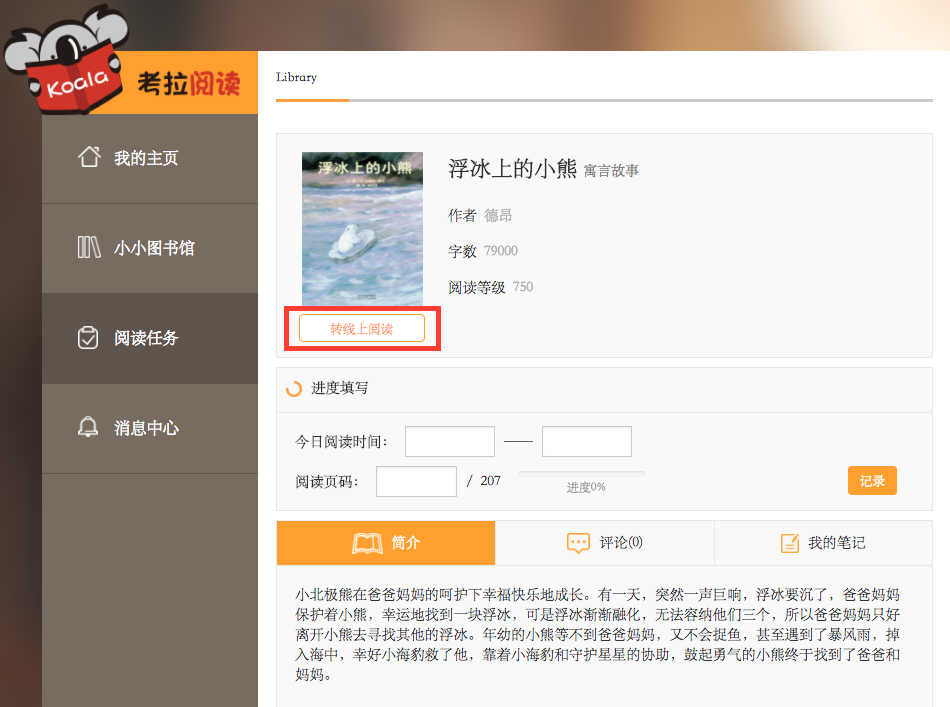 Koala
考拉阅读
Library
我的主页
小小图书馆
阅读任务
消息中心
浮冰上的小熊
浮冰上的小熊 寓言故事
作者 德昂
字数 79000
阅读等级 750
转线上阅读
进度填写
今日阅读时间：
阅读页码： / 207
进度0%
记录
简介
评论(0)
我的笔记
小北极熊在爸爸妈妈的呵护下幸福快乐地成长。有一天，突然一声巨响，浮冰要沉了，爸爸妈妈
保护着小熊，幸运地找到一块浮冰，可是浮冰渐渐融化，无法容纳他们三个，所以爸爸妈妈只好
离开小熊去寻找其他的浮冰。年幼的小熊等不到爸爸妈妈，又不会捉鱼，甚至遇到了暴风雨，掉
入海中，幸好小海豹救了他，靠着小海豹和守护星星的协助，鼓起勇气的小熊终于找到了爸爸和
妈妈。